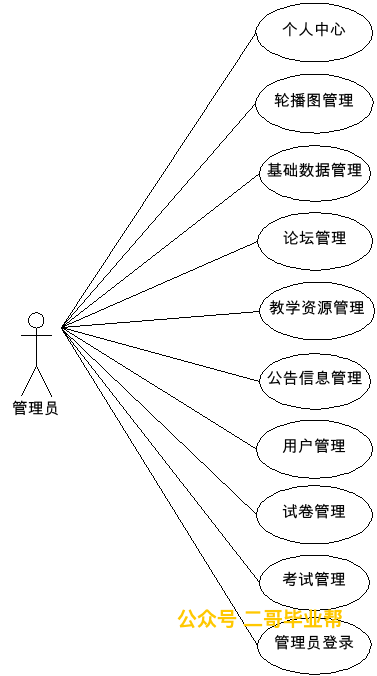 个人中心
轮播图管理
基础数据管理
论坛管理
教学资源管理
公告信息管理
管理员
用户管理
试卷管理
考试管理
公众号 二哥毕业帮
管理员登录